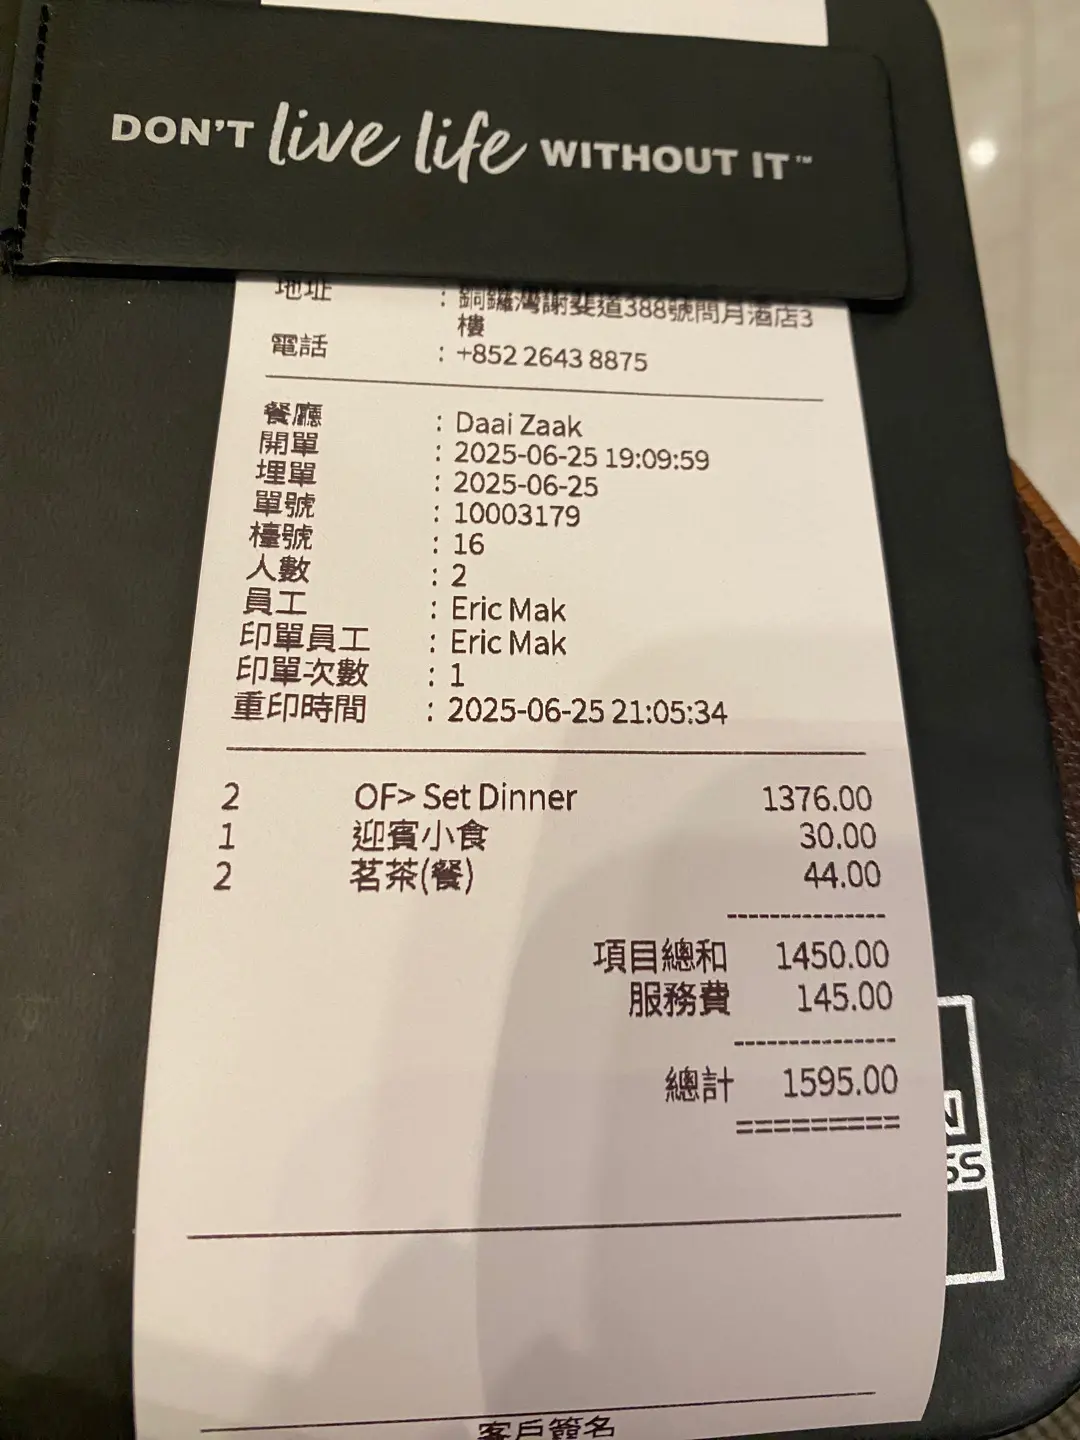 DON'T live life WITHOUT IT™
地址 : 銅鑼灣謝斐道388號問月酒店3
樓
電話 : +852 2643 8875
餐廳 : Daai Zaak
開單 : 2025-06-25 19:09:59
埋單 : 2025-06-25
單號 : 10003179
檯號 : 16
人數 : 2
員工 : Eric Mak
印單員工 : Eric Mak
印單次數 : 1
重印時間 : 2025-06-25 21:05:34
2 OF> Set Dinner 1376.00
1 迎賓小食 30.00
2 茗茶(餐) 44.00
---------------
項目總和 1450.00
服務費 145.00
---------------
總計 1595.00
=========
N
SS
客戶簽名